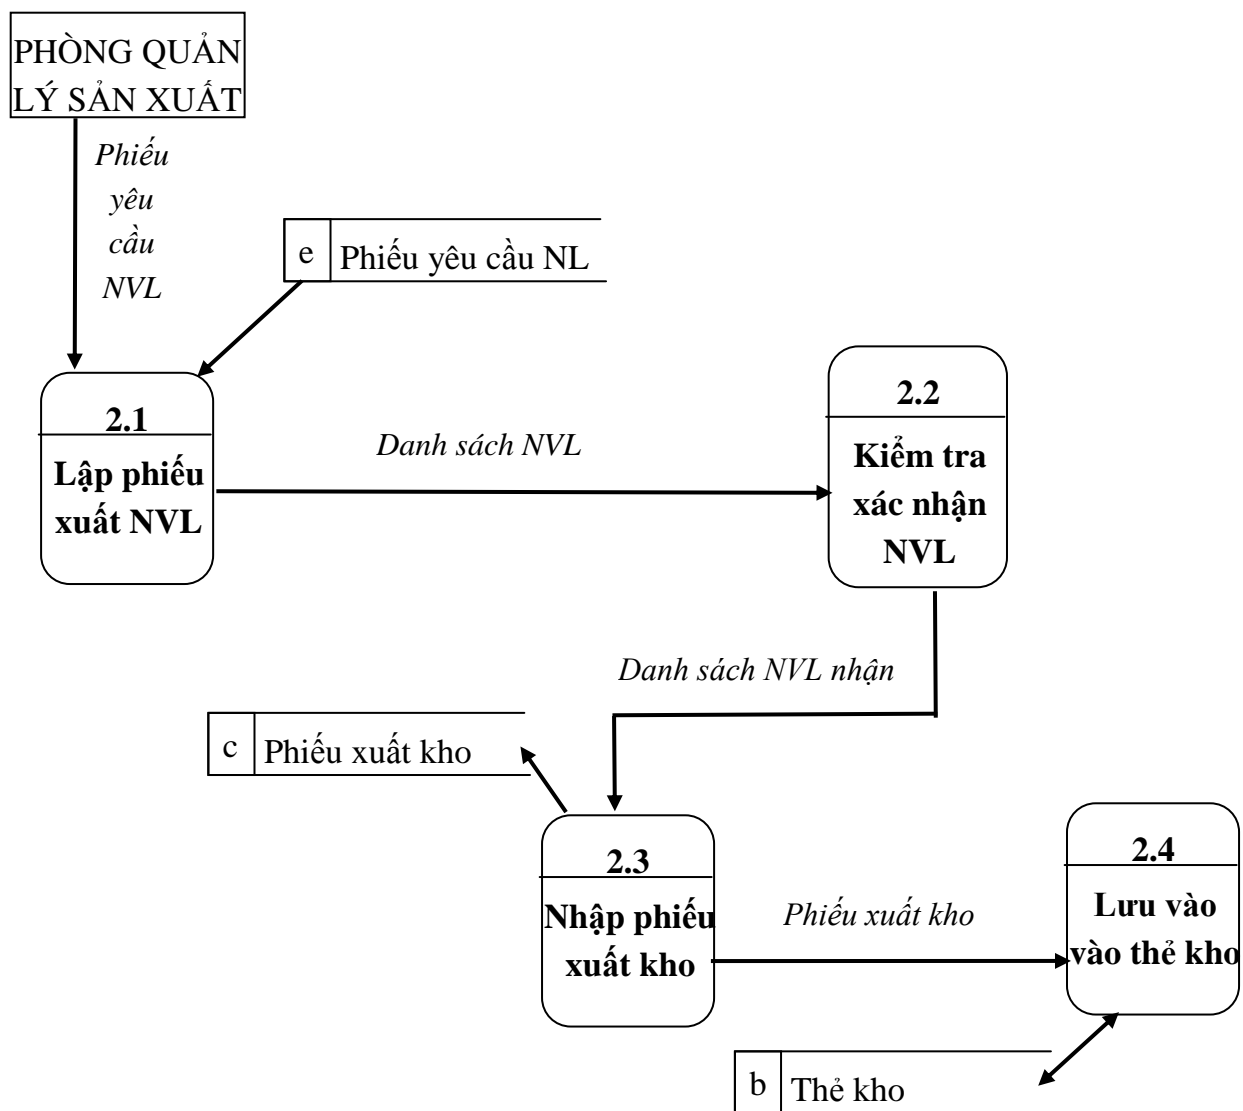 PHÒNG QUẢN
LÝ SẢN XUẤT
Phiếu
yêu
cầu
NVL
e Phiếu yêu cầu NL
2.1
Lập phiếu
xuất NVL
Danh sách NVL
2.2
Kiểm tra
xác nhận
NVL
Danh sách NVL nhận
c Phiếu xuất kho
2.3
Nhập phiếu
xuất kho
Phiếu xuất kho
2.4
Lưu vào
vào thẻ kho
b Thẻ kho